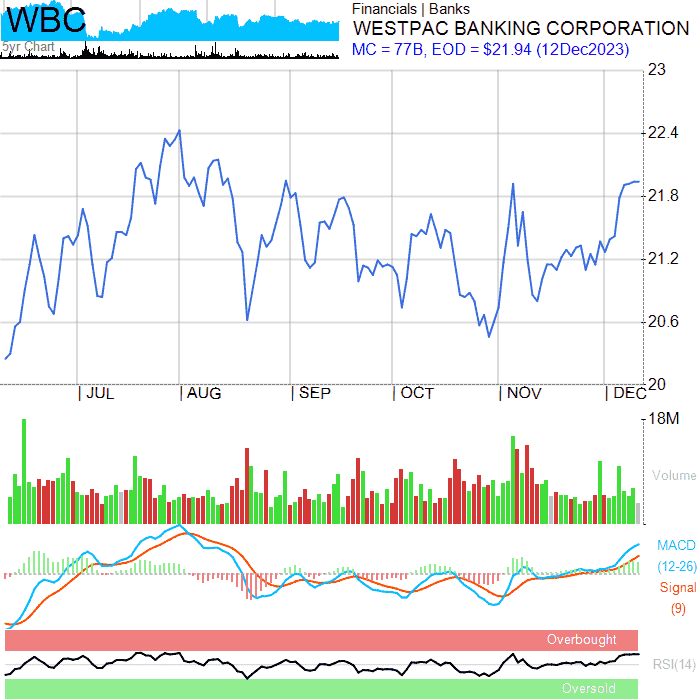 WBC
5yr Chart
Financials | Banks
WESTPAC BANKING CORPORATION
MC = 77B, EOD = $21.94 (12Dec2023)
23
22.4
21.8
21.2
20.6
20
| JUL | AUG | SEP | OCT | NOV | DEC
18M
Volume
MACD
(12-26)
Signal
(9)
Overbought
RSI(14)
Oversold